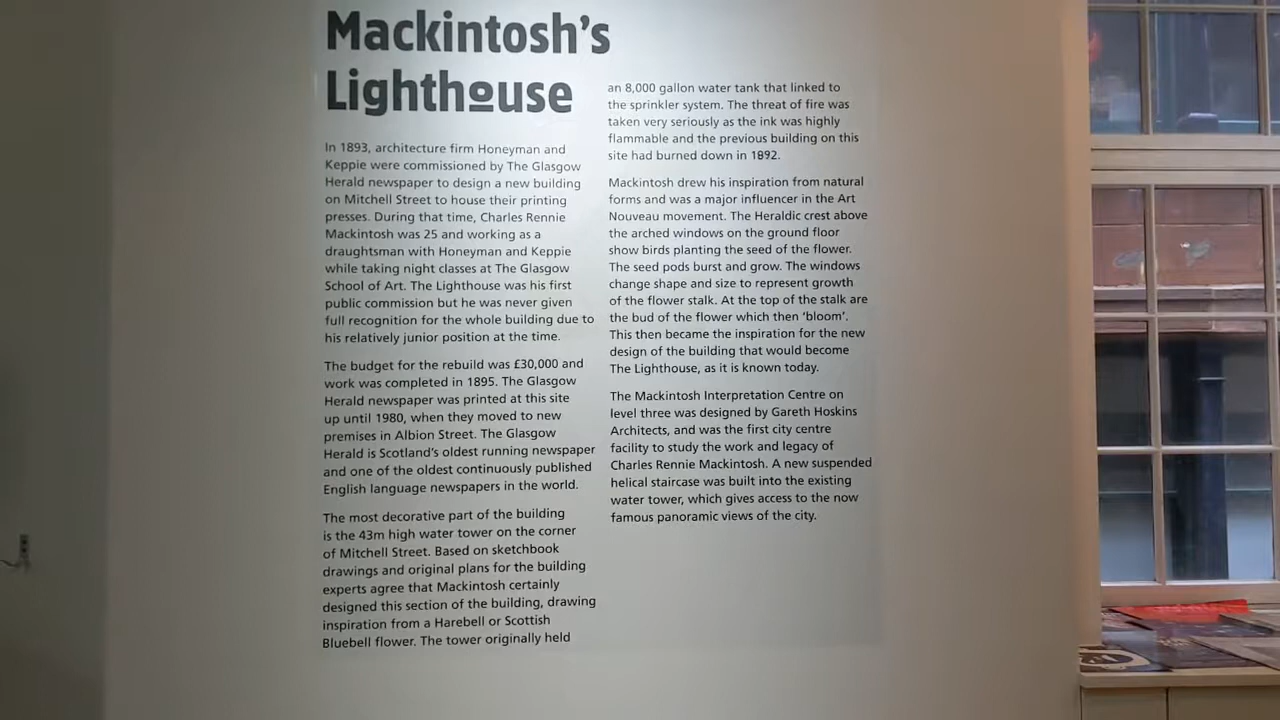 Mackintosh's
Lighthouse
In 1893, architecture firm Honeyman and
Keppie were commissioned by The Glasgow
Herald newspaper to design a new building
on Mitchell Street to house their printing
presses. During that time, Charles Rennie
Mackintosh was 25 and working as a
draughtsman with Honeyman and Keppie
while taking night classes at The Glasgow
School of Art. The Lighthouse was his first
public commission but he was never given
full recognition for the whole building due to
his relatively junior position at the time.
The budget for the rebuild was £30,000 and
work was completed in 1895. The Glasgow
Herald newspaper was printed at this site
up until 1980, when they moved to new
premises in Albion Street. The Glasgow
Herald is Scotland's oldest running newspaper
and one of the oldest continuously published
English language newspapers in the world.
The most decorative part of the building
is the 43m high water tower on the corner
of Mitchell Street. Based on sketchbook
drawings and original plans for the building
experts agree that Mackintosh certainly
designed this section of the building, drawing
inspiration from a Harebell or Scottish
Bluebell flower. The tower originally held
an 8,000 gallon water tank that linked to
the sprinkler system. The threat of fire was
taken very seriously as the ink was highly
flammable and the previous building on this
site had burned down in 1892.
Mackintosh drew his inspiration from natural
forms and was a major influencer in the Art
Nouveau movement. The Heraldic crest above
the arched windows on the ground floor
show birds planting the seed of the flower.
The seed pods burst and grow. The windows
change shape and size to represent growth
of the flower stalk. At the top of the stalk are
the bud of the flower which then 'bloom'.
This then became the inspiration for the new
design of the building that would become
The Lighthouse, as it is known today.
The Mackintosh Interpretation Centre on
level three was designed by Gareth Hoskins
Architects, and was the first city centre
facility to study the work and legacy of
Charles Rennie Mackintosh. A new suspended
helical staircase was built into the existing
water tower, which gives access to the now
famous panoramic views of the city.